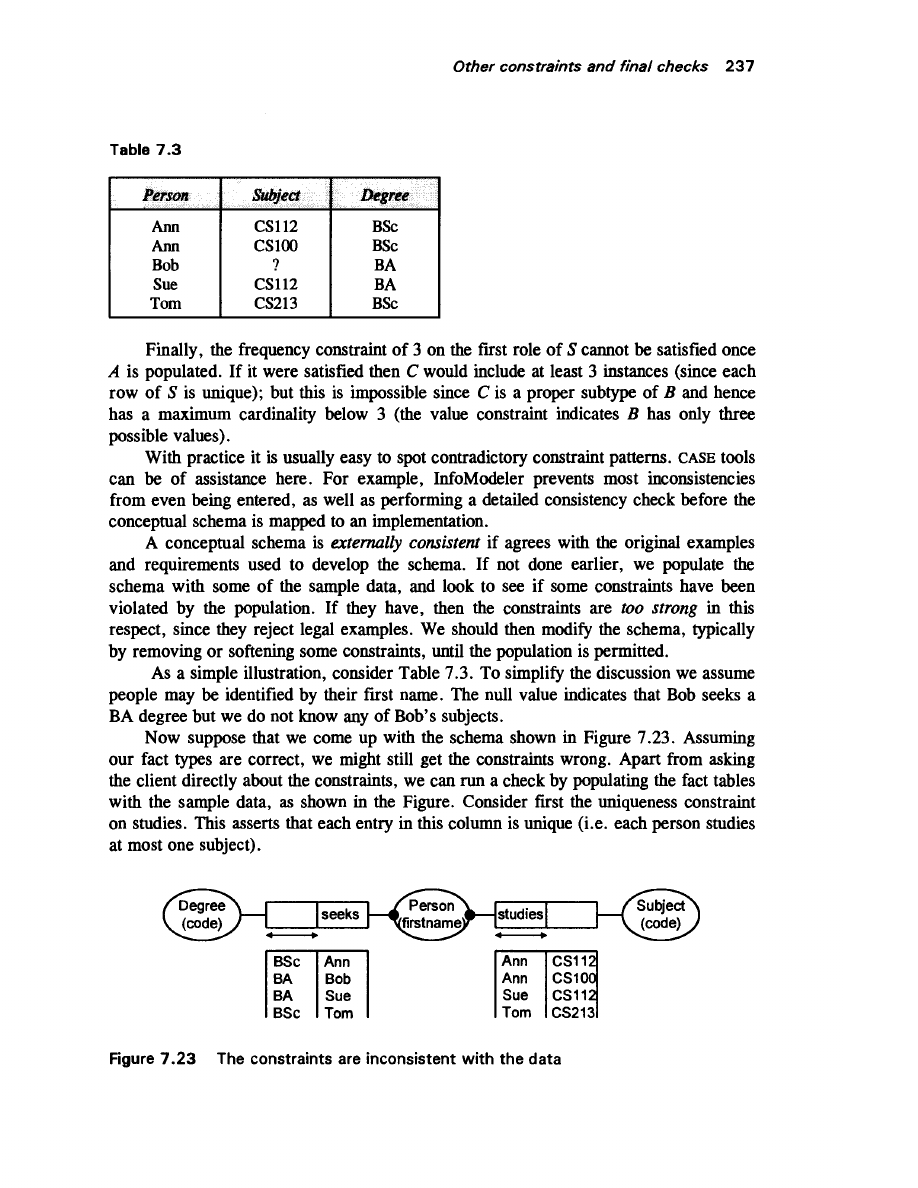 Other constraints and final checks 237
Table 7.3
Person Subject Degree
Ann CS112 BSc
Ann CS100 BSc
Bob ? BA
Sue CS112 BA
Tom CS213 BSc
Finally, the frequency constraint of 3 on the first role of S cannot be satisfied once
A is populated. If it were satisfied then C would include at least 3 instances (since each
row of S is unique); but this is impossible since C is a proper subtype of B and hence
has a maximum cardinality below 3 (the value constraint indicates B has only three
possible values).
With practice it is usually easy to spot contradictory constraint patterns. CASE tools
can be of assistance here. For example, InfoModeler prevents most inconsistencies
from even being entered, as well as performing a detailed consistency check before the
conceptual schema is mapped to an implementation.
A conceptual schema is externally consistent if agrees with the original examples
and requirements used to develop the schema. If not done earlier, we populate the
schema with some of the sample data, and look to see if some constraints have been
violated by the population. If they have, then the constraints are too strong in this
respect, since they reject legal examples. We should then modify the schema, typically
by removing or softening some constraints, until the population is permitted.
As a simple illustration, consider Table 7.3. To simplify the discussion we assume
people may be identified by their first name. The null value indicates that Bob seeks a
BA degree but we do not know any of Bob's subjects.
Now suppose that we come up with the schema shown in Figure 7.23. Assuming
our fact types are correct, we might still get the constraints wrong. Apart from asking
the client directly about the constraints, we can run a check by populating the fact tables
with the sample data, as shown in the Figure. Consider first the uniqueness constraint
on studies. This asserts that each entry in this column is unique (i.e. each person studies
at most one subject).
Degree seeks Person studies Subject
(code) (firstname) (code)
BSc Ann Ann CS112
BA Bob Ann CS100
BA Sue Sue CS112
BSc Tom Tom CS213
Figure 7.23 The constraints are inconsistent with the data